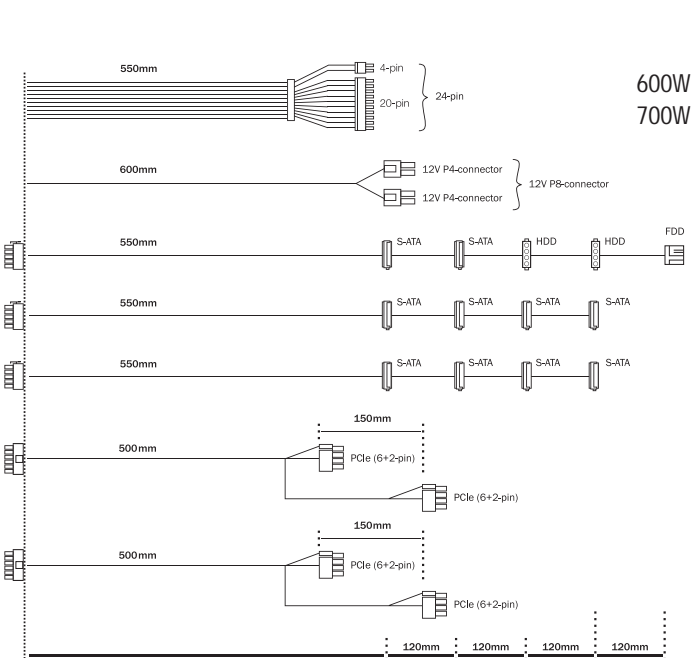 550mm
4-pin
20-pin
24-pin
600W
700W
600mm
12V P4-connector
12V P4-connector
12V P8-connector
550mm
S-ATA
S-ATA
HDD
HDD
FDD
550mm
S-ATA
S-ATA
S-ATA
S-ATA
550mm
S-ATA
S-ATA
S-ATA
S-ATA
150mm
500mm
PCIe (6+2-pin)
PCIe (6+2-pin)
150mm
500mm
PCIe (6+2-pin)
PCIe (6+2-pin)
120mm
120mm
120mm
120mm